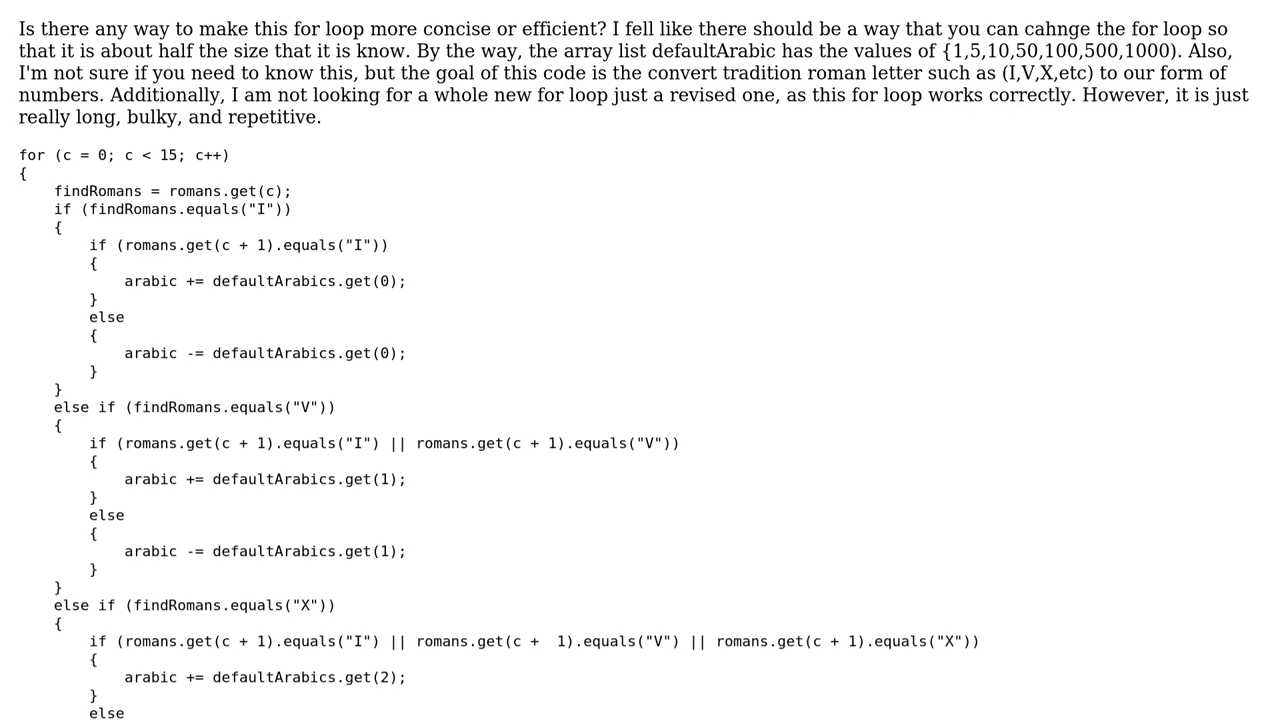 Is there any way to make this for loop more concise or efficient? I fell like there should be a way that you can cahnge the for loop so
that it is about half the size that it is know. By the way, the array list defaultArabic has the values of {1,5,10,50,100,500,1000). Also,
I'm not sure if you need to know this, but the goal of this code is the convert tradition roman letter such as (I,V,X,etc) to our form of
numbers. Additionally, I am not looking for a whole new for loop just a revised one, as this for loop works correctly. However, it is just
really long, bulky, and repetitive.
for (c = 0; c < 15; c++)
{
    findRomans = romans.get(c);
    if (findRomans.equals("I"))
    {
        if (romans.get(c + 1).equals("I"))
        {
            arabic += defaultArabics.get(0);
        }
        else
        {
            arabic -= defaultArabics.get(0);
        }
    }
    else if (findRomans.equals("V"))
    {
        if (romans.get(c + 1).equals("I") || romans.get(c + 1).equals("V"))
        {
            arabic += defaultArabics.get(1);
        }
        else
        {
            arabic -= defaultArabics.get(1);
        }
    }
    else if (findRomans.equals("X"))
    {
        if (romans.get(c + 1).equals("I") || romans.get(c +  1).equals("V") || romans.get(c + 1).equals("X"))
        {
            arabic += defaultArabics.get(2);
        }
        else